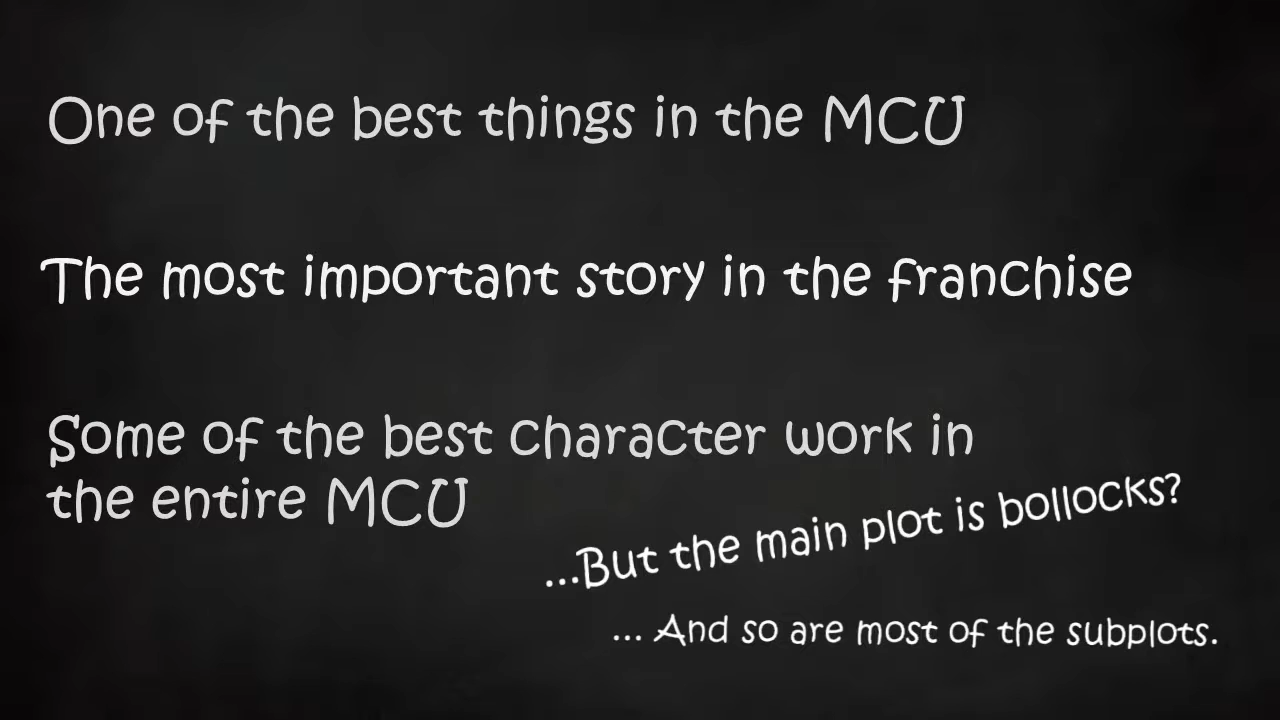 One of the best things in the MCU
The most important story in the franchise
Some of the best character work in
the entire MCU
...But the main plot is bollocks?
... And so are most of the subplots.